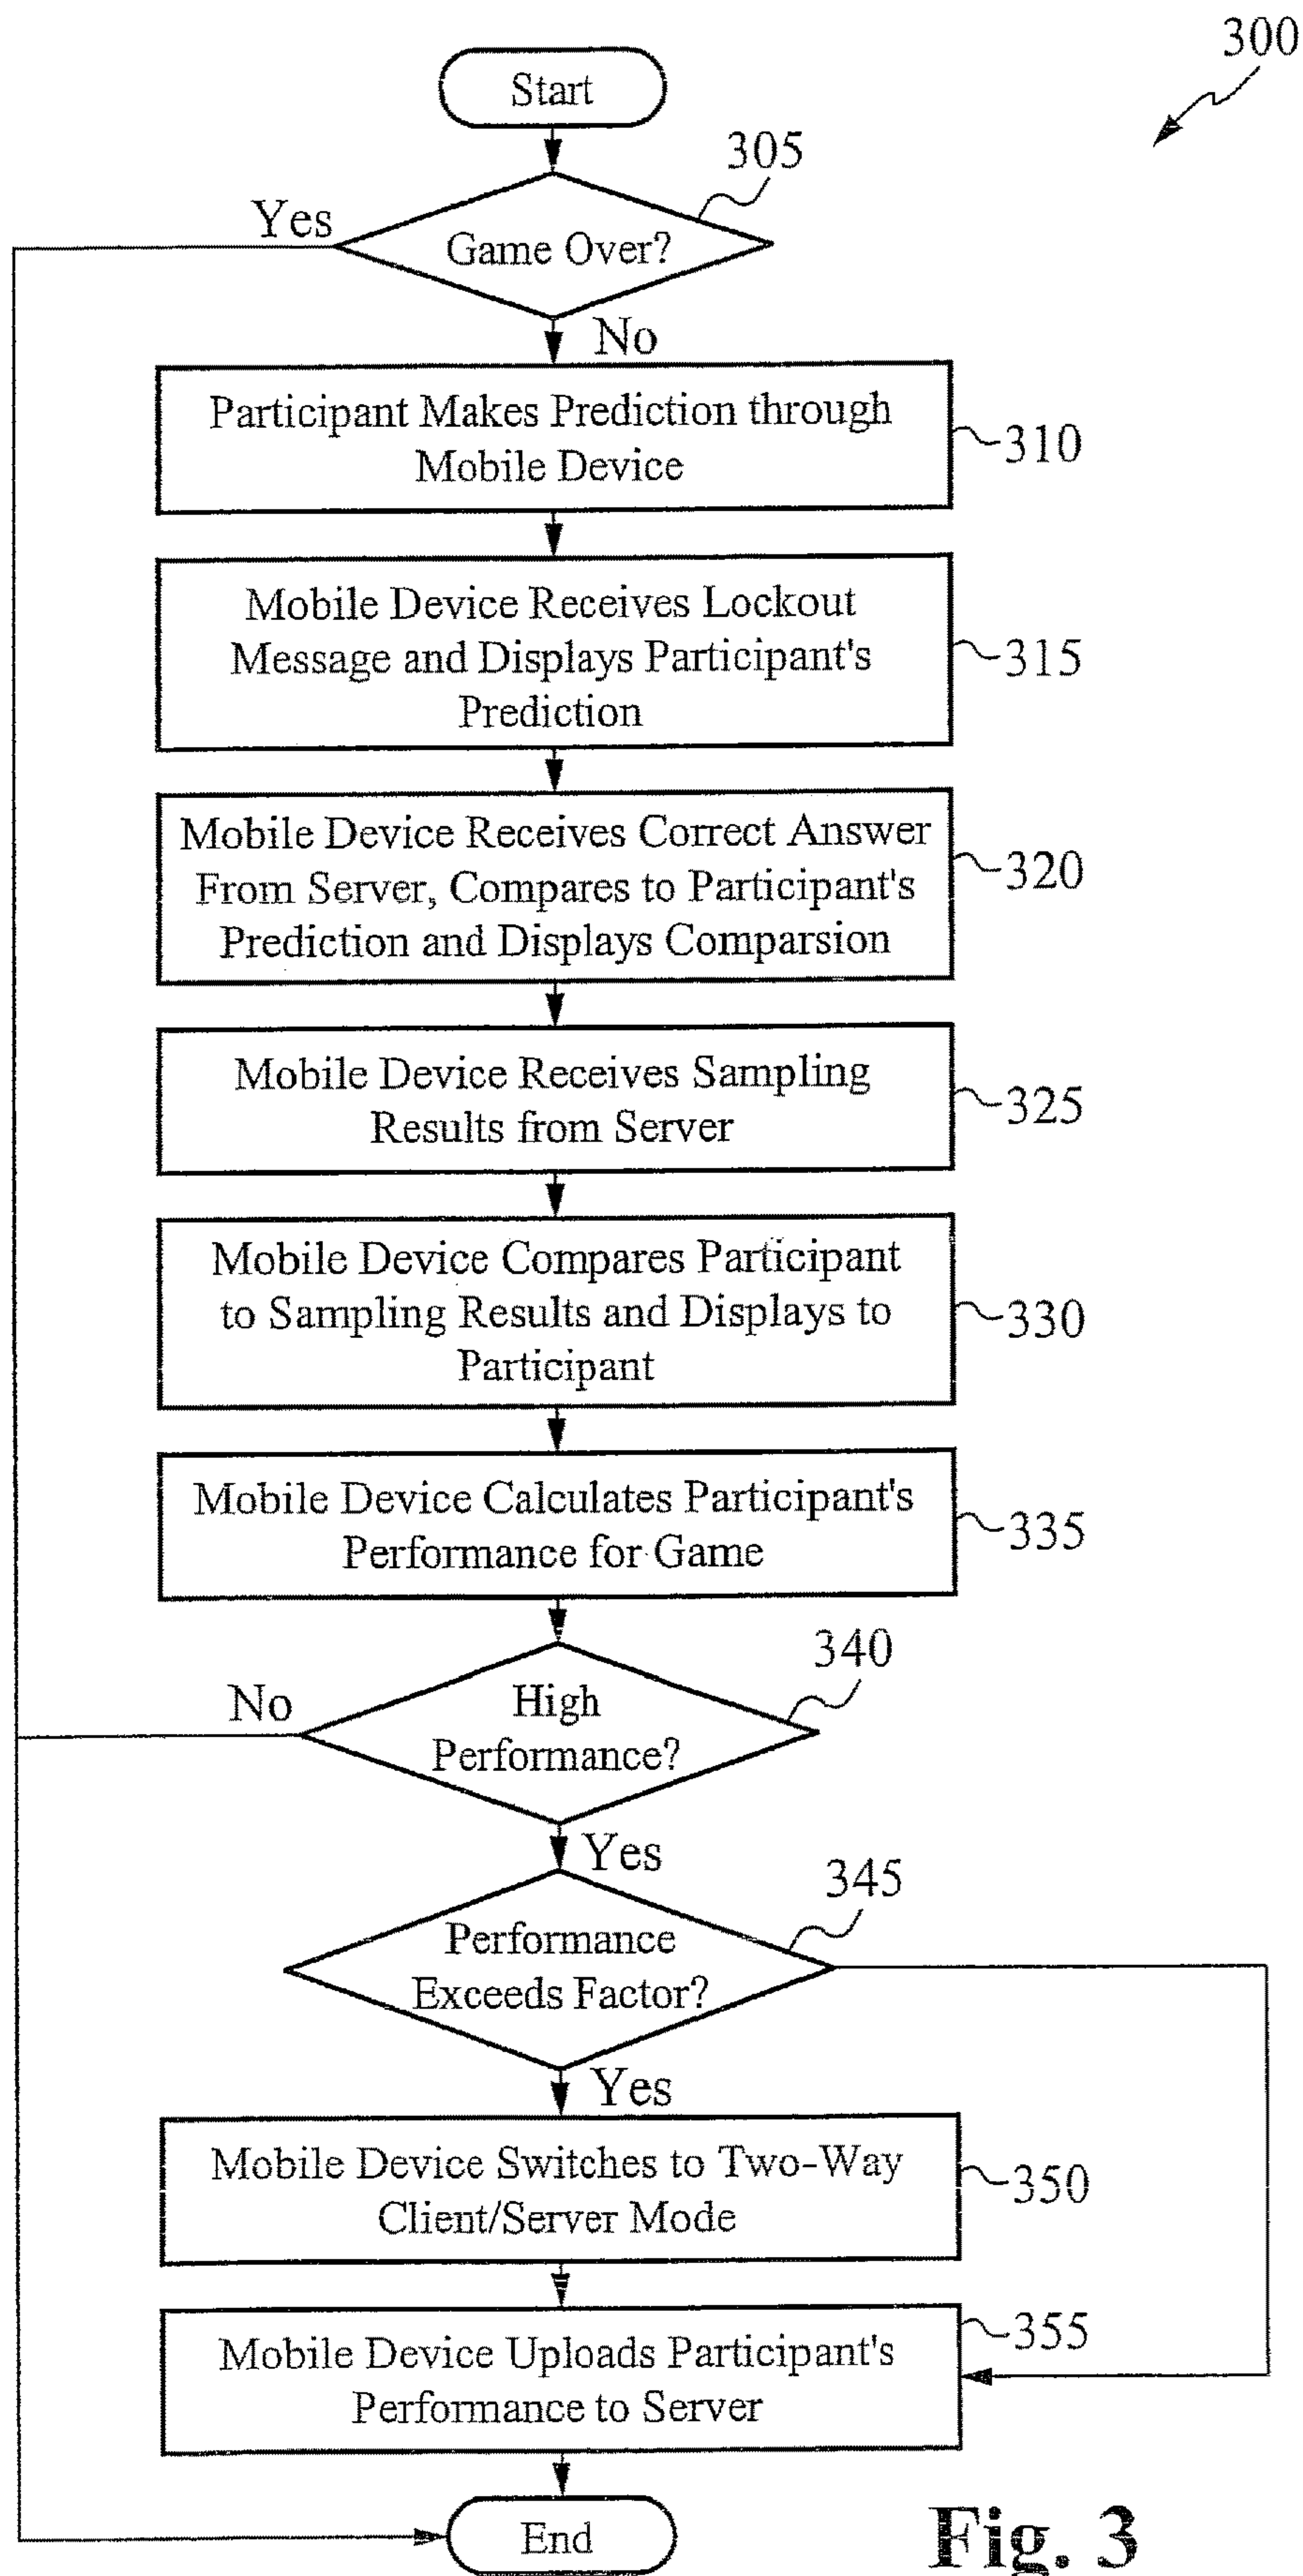 300
Start
305
Yes
Game Over?
No
Participant Makes Prediction through
Mobile Device
310
Mobile Device Receives Lockout
Message and Displays Participant's
Prediction
315
Mobile Device Receives Correct Answer
From Server, Compares to Participant's
Prediction and Displays Comparsion
320
Mobile Device Receives Sampling
Results from Server
325
Mobile Device Compares Participant
to Sampling Results and Displays to
Participant
330
Mobile Device Calculates Participant's
Performance for Game
335
340
No
High
Performance?
Yes
345
Performance
Exceeds Factor?
Yes
Mobile Device Switches to Two-Way
Client/Server Mode
350
Mobile Device Uploads Participant's
Performance to Server
355
End
Fig. 3